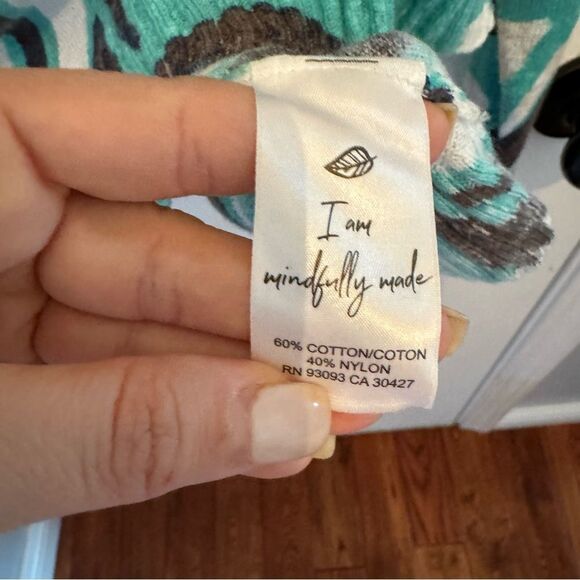 I am
mindfully made
60% COTTON/COTON
40% NYLON
RN 93093 CA 30427